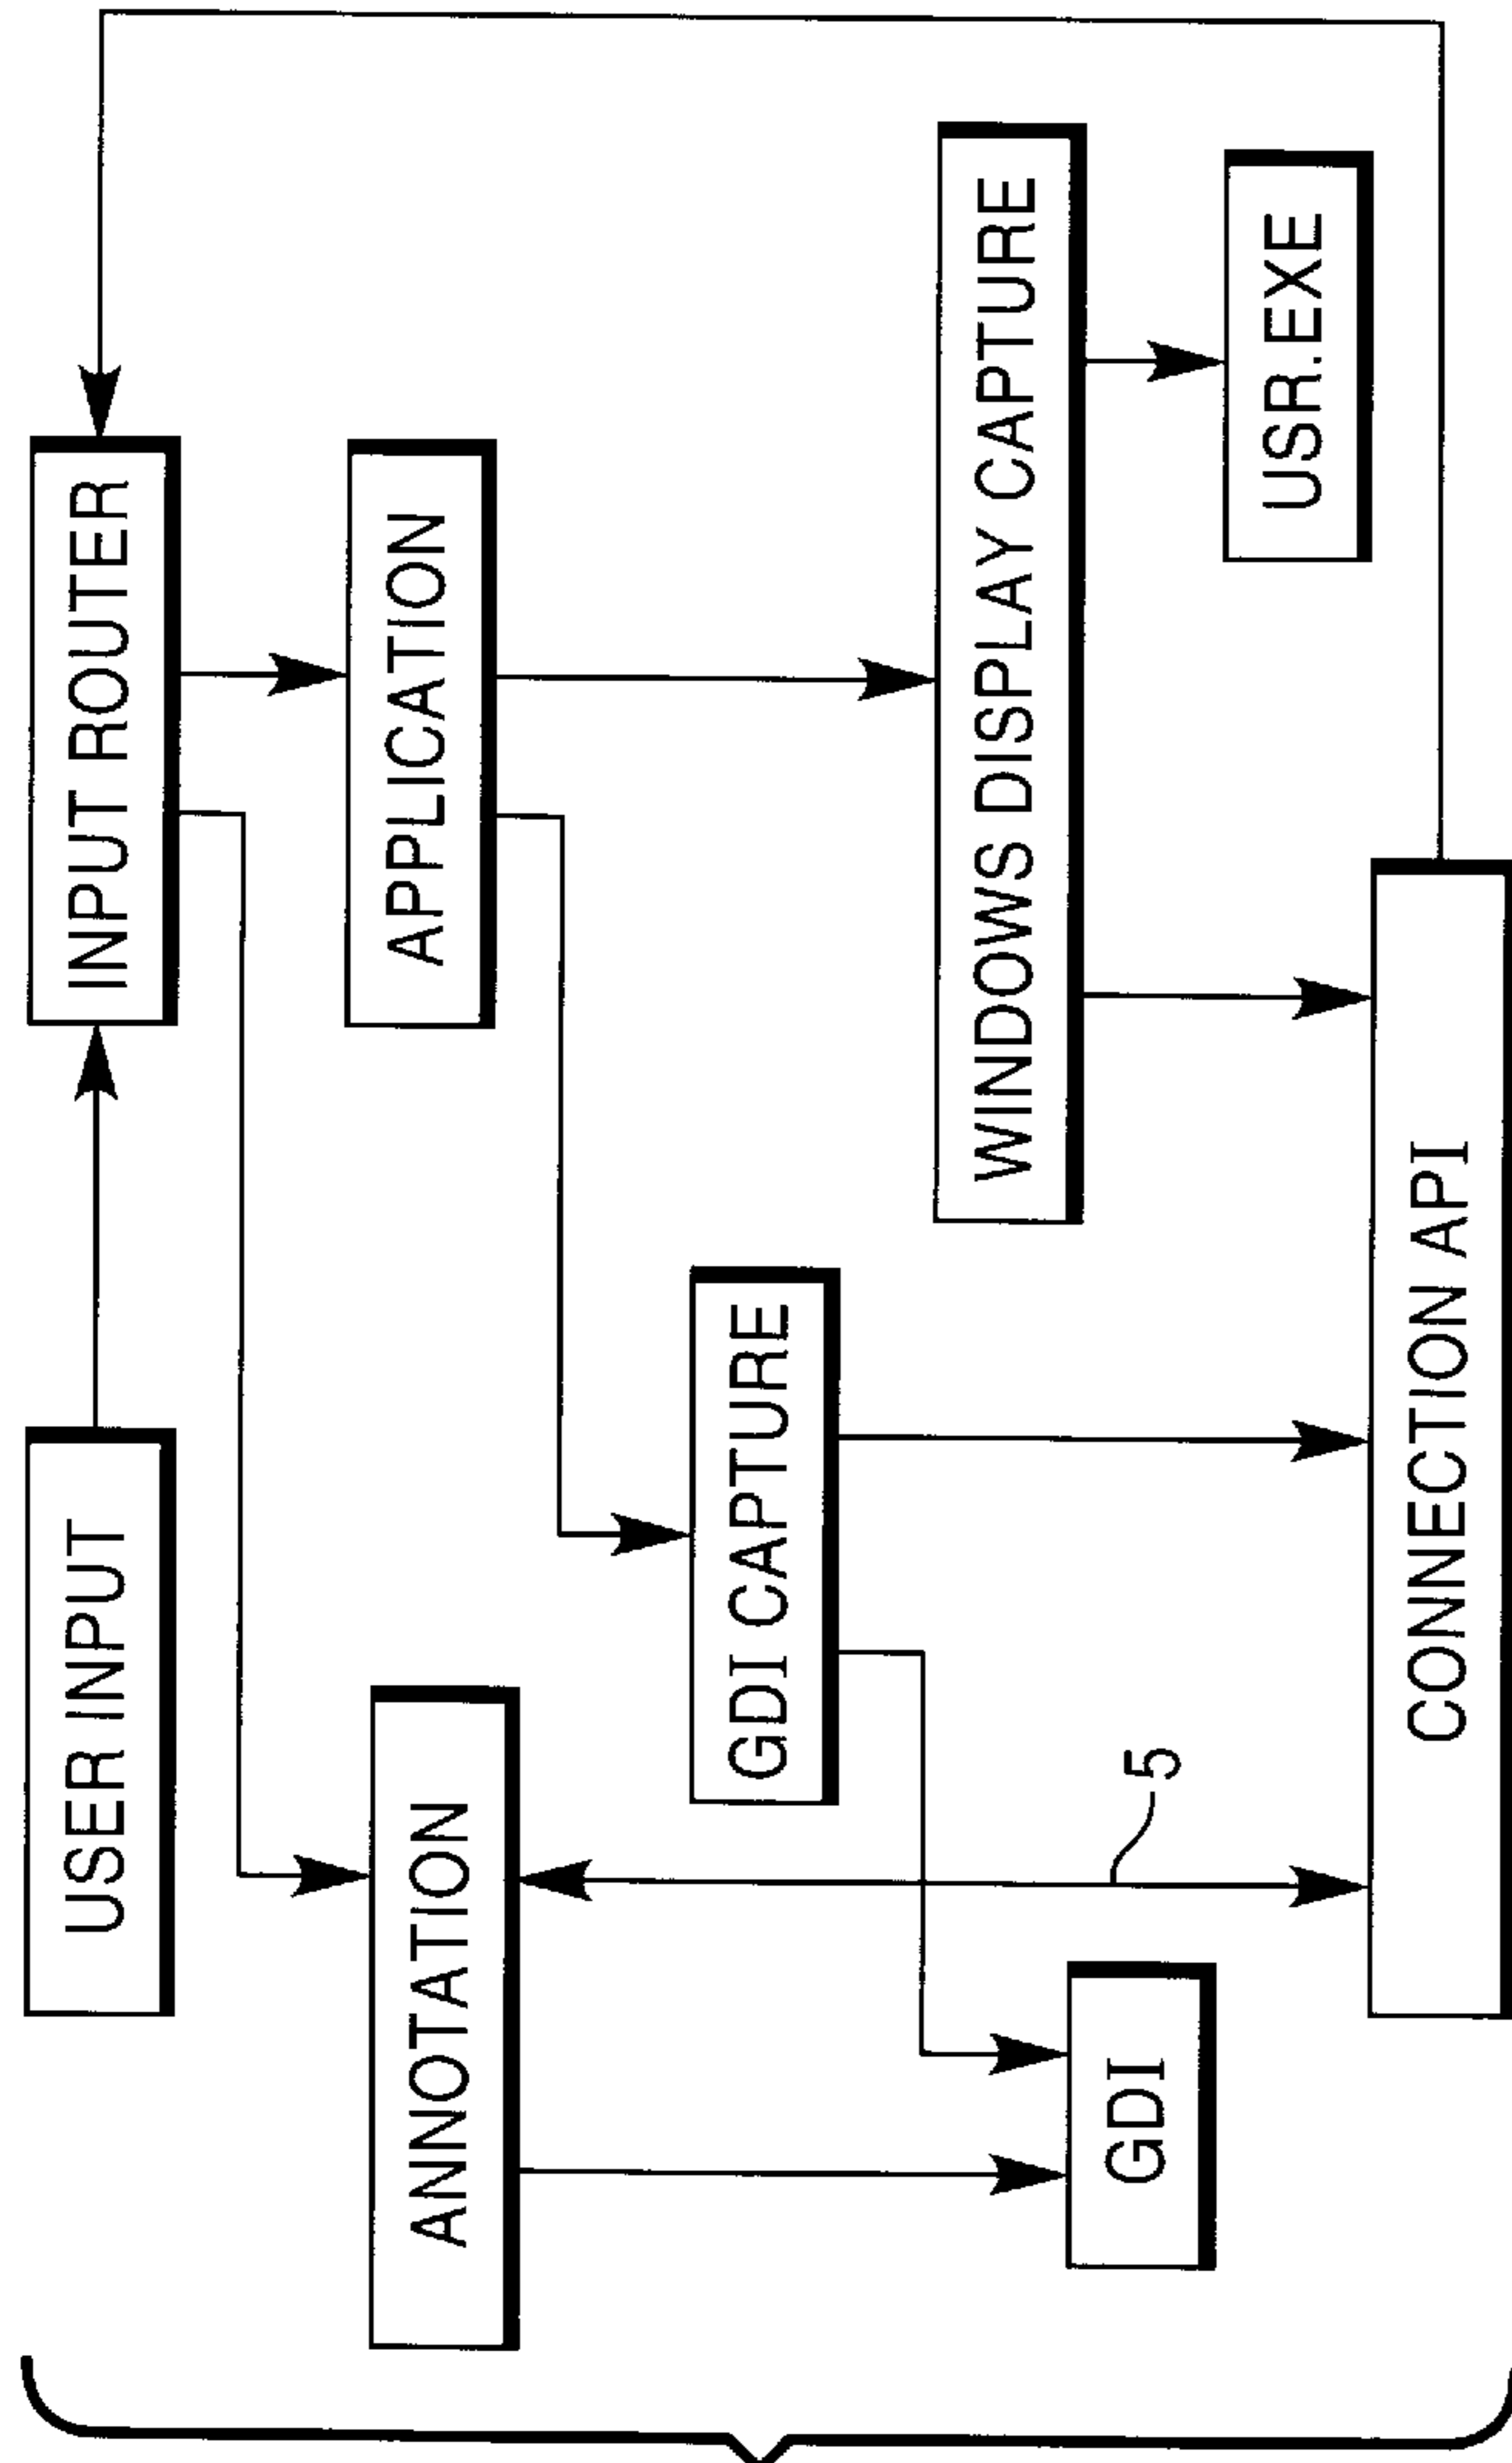 USER INPUT
INPUT ROUTER
ANNOTATION
APPLICATION
GDI CAPTURE
WINDOWS DISPLAY CAPTURE
5
GDI
USR.EXE
CONNECTION API